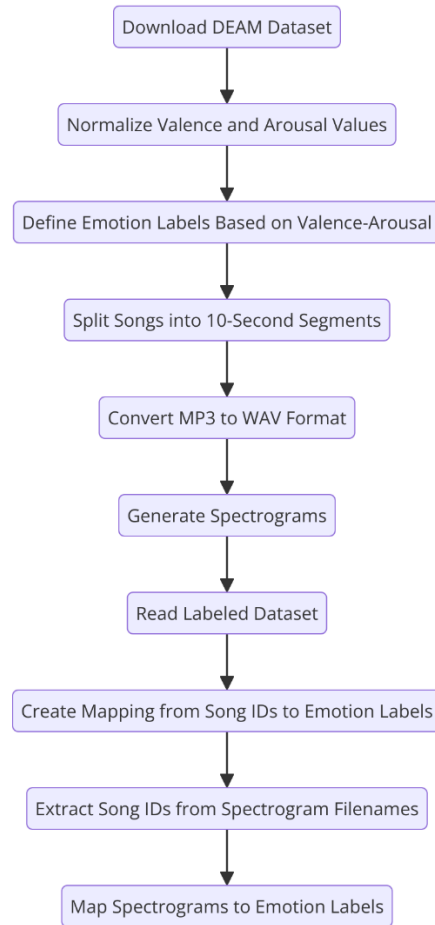 Download DEAM Dataset
Normalize Valence and Arousal Values
Define Emotion Labels Based on Valence-Arousal
Split Songs into 10-Second Segments
Convert MP3 to WAV Format
Generate Spectrograms
Read Labeled Dataset
Create Mapping from Song IDs to Emotion Labels
Extract Song IDs from Spectrogram Filenames
Map Spectrograms to Emotion Labels